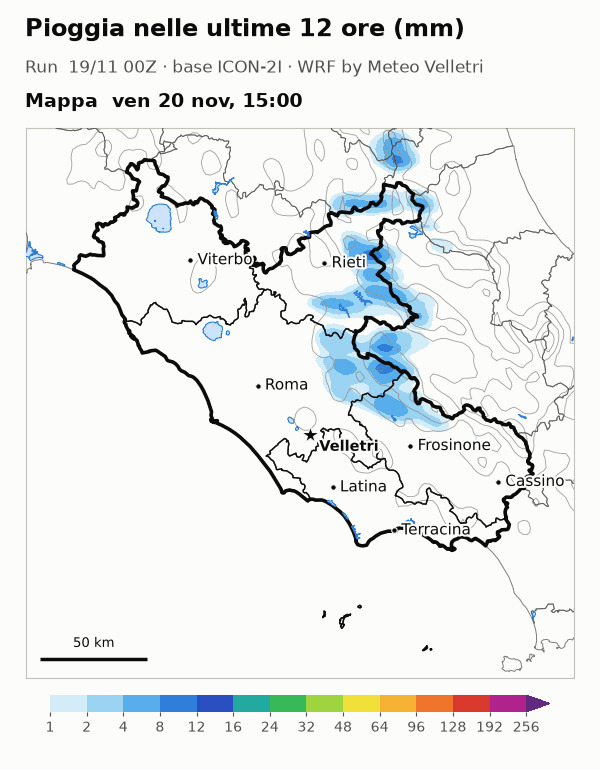 Pioggia nelle ultime 12 ore (mm)
Run  19/11 00Z · base ICON-2I · WRF by Meteo Velletri
Mappa  ven 20 nov, 15:00
Viterbo
Rieti
Roma
Velletri
Frosinone
Cassino
Latina
Terracina
50 km
1 2 4 8 12 16 24 32 48 64 96 128 192 256